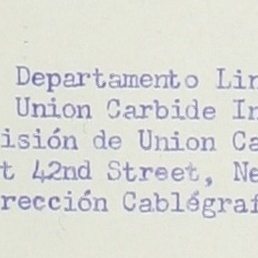 Departamento Lin
Union Carbide In
isión de Union Ca
t 42nd Street, Ne
rección Cablégraf